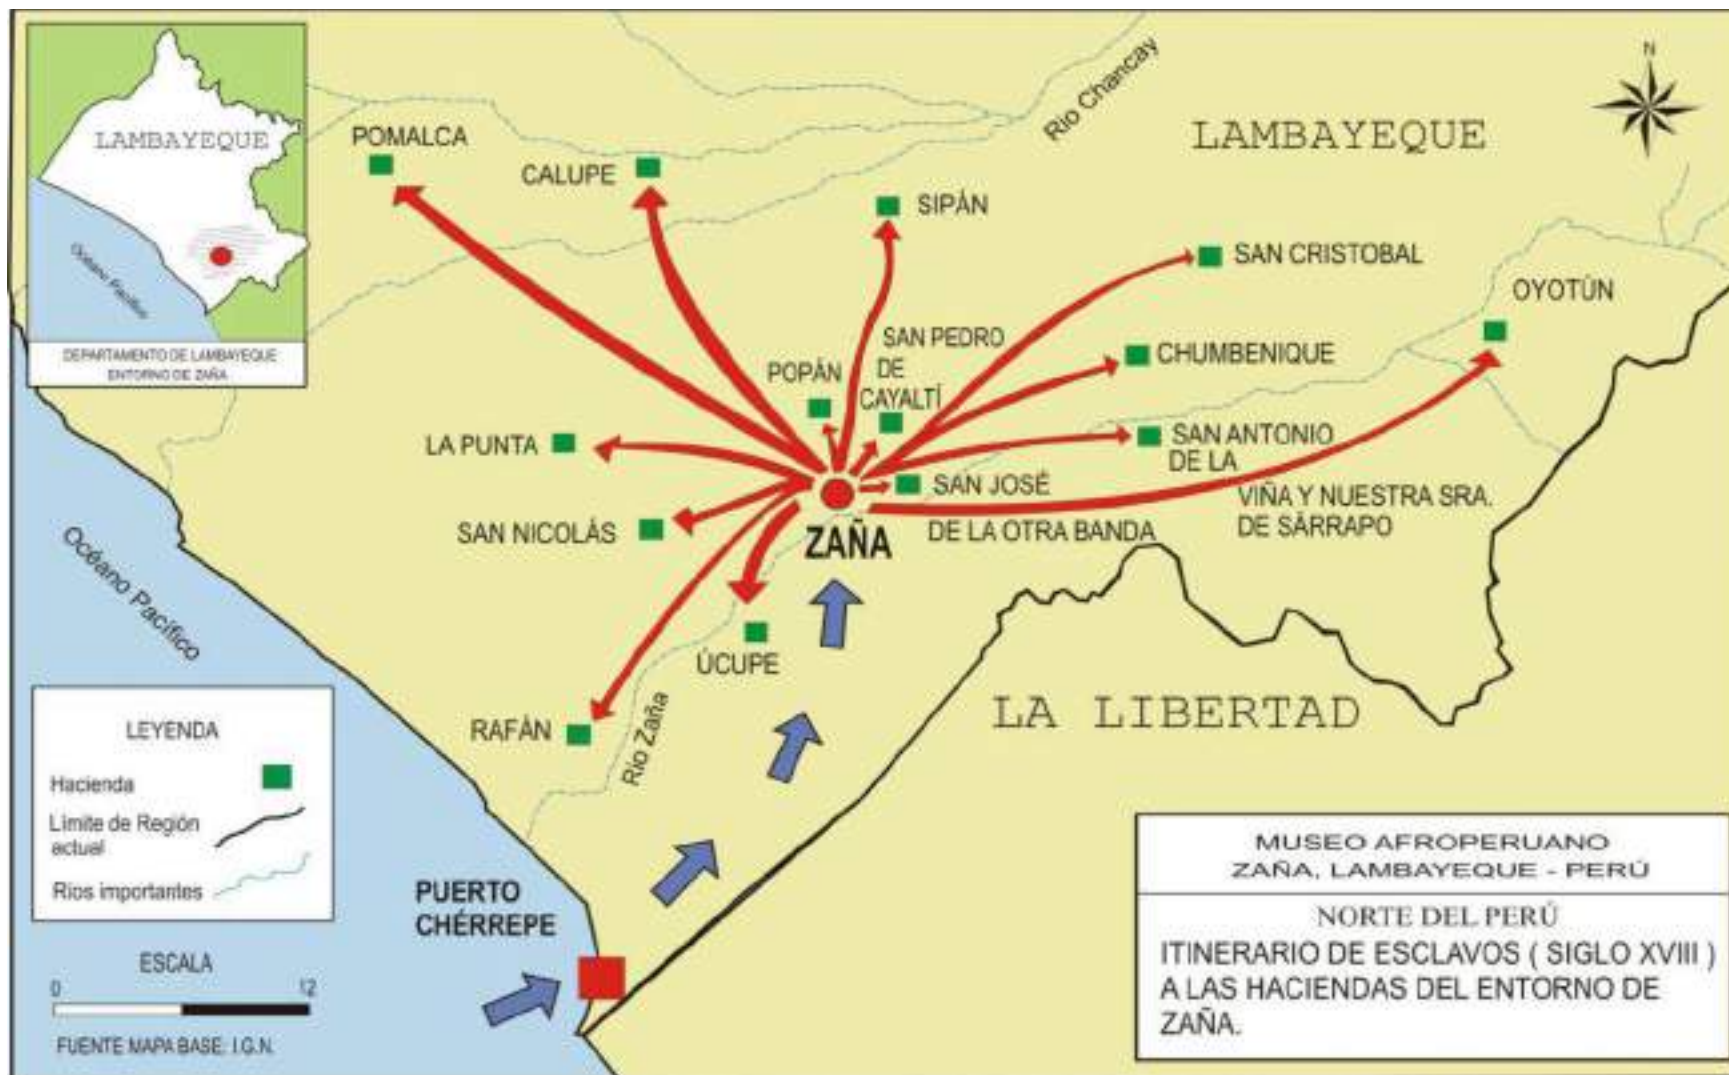 LAMBAYEQUE
Océano Pacífico
DEPARTAMENTO DE LAMBAYEQUE
ENTORNO DE ZAÑA
N
LAMBAYEQUE
Rio Chancay
POMALCA
CALUPE
SIPÁN
SAN CRISTOBAL
OYOTÚN
SAN PEDRO
DE
CAYALTÍ
POPÁN
CHUMBENIQUE
LA PUNTA
SAN ANTONIO
DE LA
VIÑA Y NUESTRA SRA.
DE SÁRRAPO
SAN JOSÉ
DE LA OTRA BANDA
SAN NICOLÁS
ZAÑA
Océano Pacífico
ÚCUPE
RAFÁN
Rio Zaña
LA LIBERTAD
PUERTO
CHÉRREPE
LEYENDA
Hacienda
Límite de Región
actual
Rios importantes
ESCALA
0 12
FUENTE MAPA BASE: I.G.N.
MUSEO AFROPERUANO
ZAÑA, LAMBAYEQUE - PERÚ
NORTE DEL PERÚ
ITINERARIO DE ESCLAVOS ( SIGLO XVIII )
A LAS HACIENDAS DEL ENTORNO DE
ZAÑA.